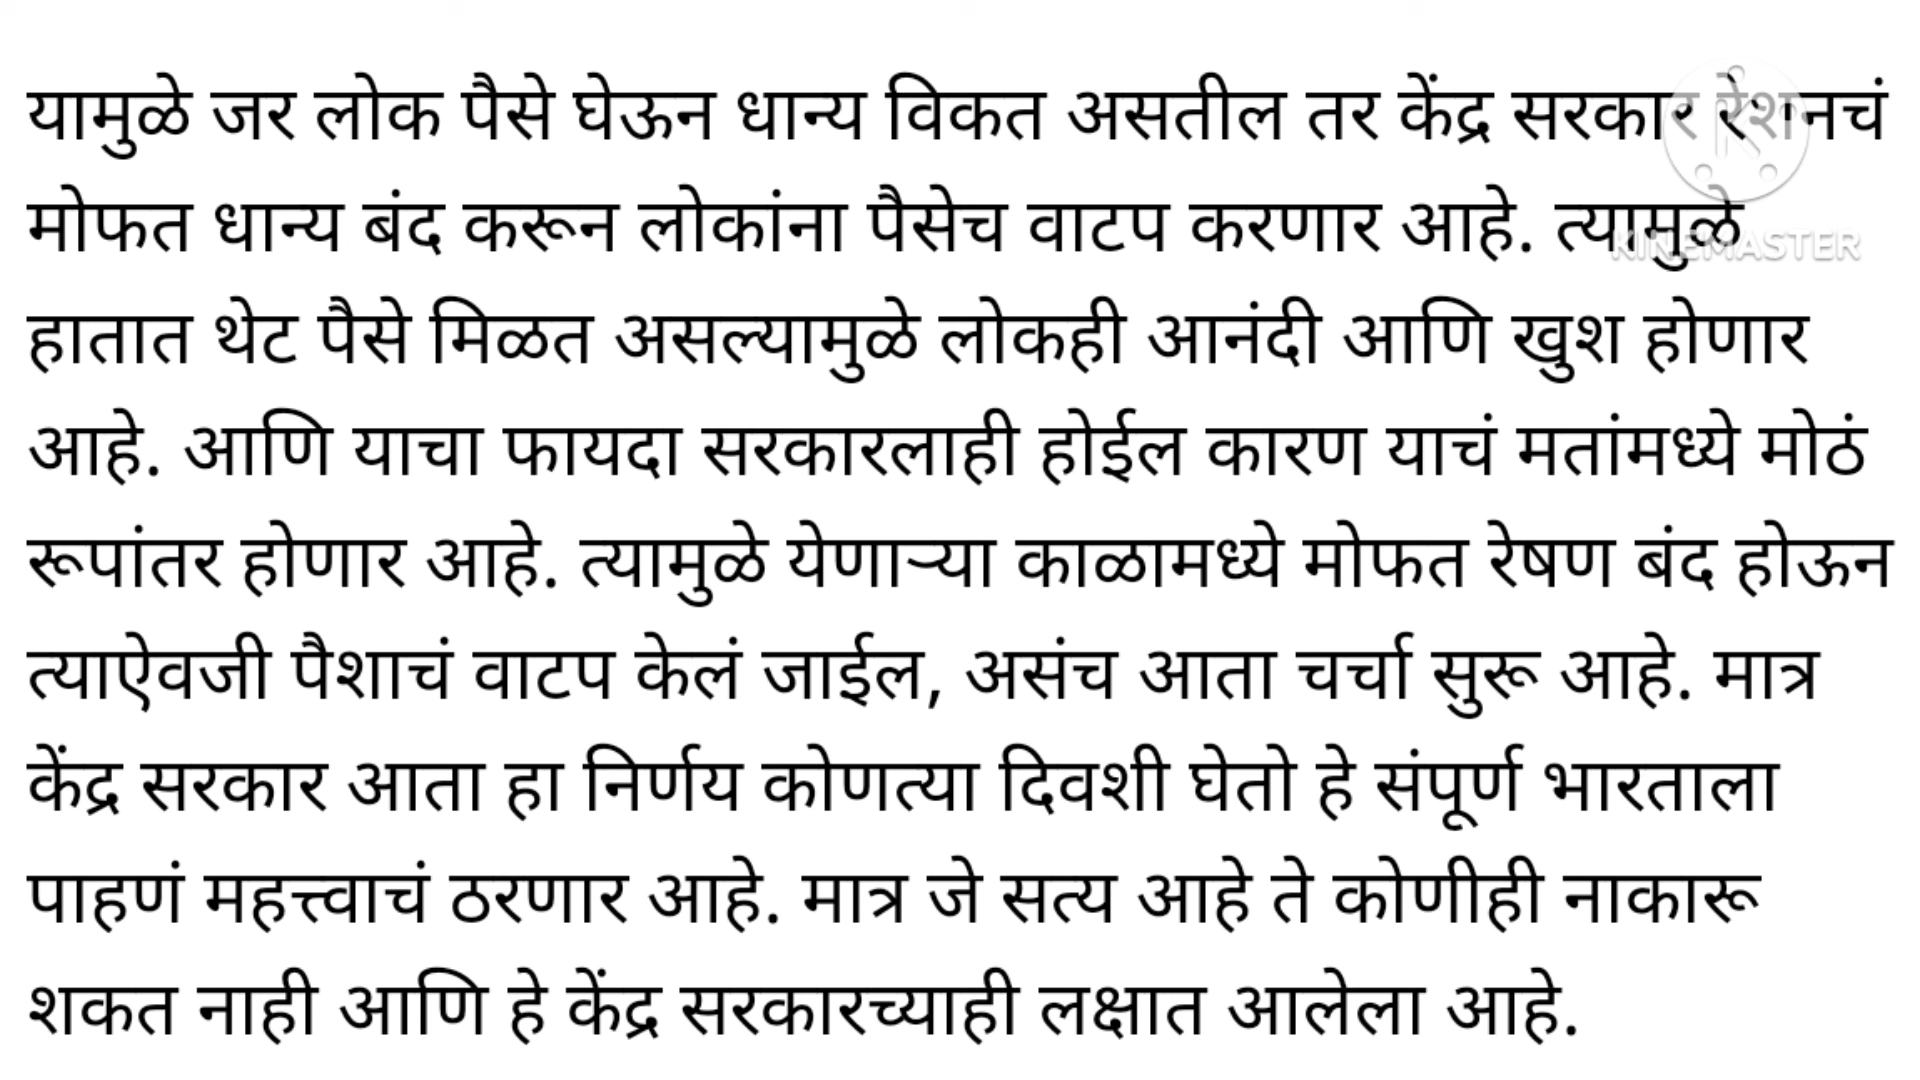 यामुळे जर लोक पैसे घेऊन धान्य विकत असतील तर केंद्र सरकार रेशनचं
मोफत धान्य बंद करून लोकांना पैसेच वाटप करणार आहे. त्यामुळे
KINEMASTER
हातात थेट पैसे मिळत असल्यामुळे लोकही आनंदी आणि खुश होणार
आहे. आणि याचा फायदा सरकारलाही होईल कारण याचं मतांमध्ये मोठं
रूपांतर होणार आहे. त्यामुळे येणाऱ्या काळामध्ये मोफत रेषण बंद होऊन
त्याऐवजी पैशाचं वाटप केलं जाईल, असंच आता चर्चा सुरू आहे. मात्र
केंद्र सरकार आता हा निर्णय कोणत्या दिवशी घेतो हे संपूर्ण भारताला
पाहणं महत्त्वाचं ठरणार आहे. मात्र जे सत्य आहे ते कोणीही नाकारू
शकत नाही आणि हे केंद्र सरकारच्याही लक्षात आलेला आहे.